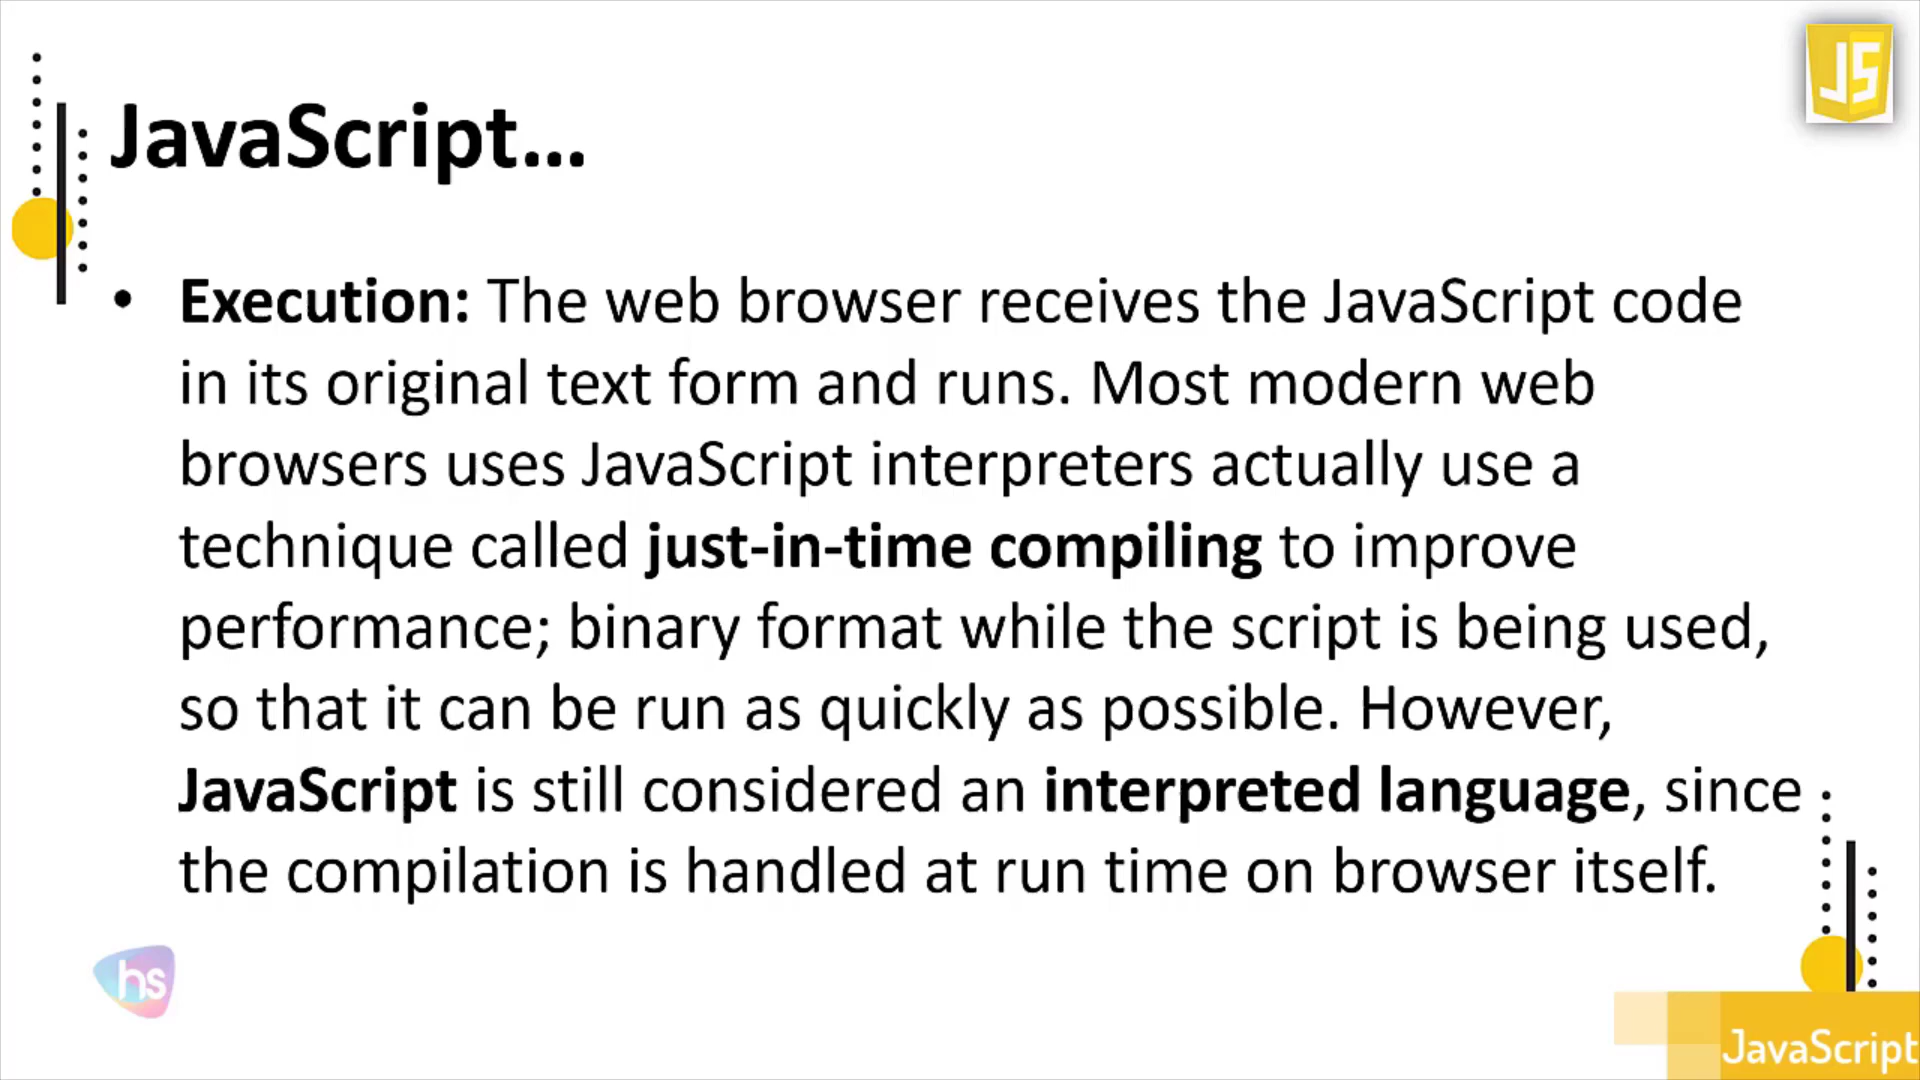 JS
JavaScript...
• Execution: The web browser receives the JavaScript code
in its original text form and runs. Most modern web
browsers uses JavaScript interpreters actually use a
technique called just-in-time compiling to improve
performance; binary format while the script is being used,
so that it can be run as quickly as possible. However,
JavaScript is still considered an interpreted language, since
the compilation is handled at run time on browser itself.
hs
JavaScript